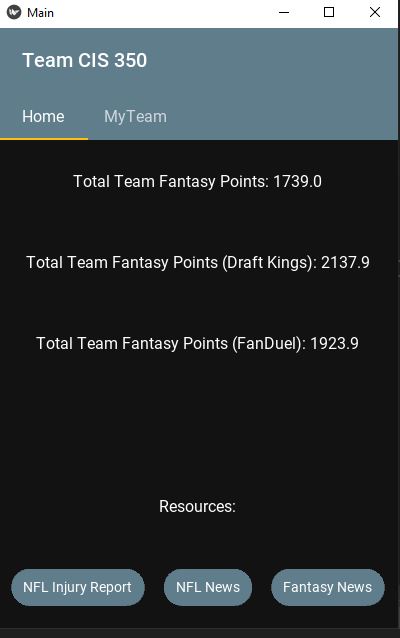 Main
Team CIS 350
Home MyTeam
Total Team Fantasy Points: 1739.0
Total Team Fantasy Points (Draft Kings): 2137.9
Total Team Fantasy Points (FanDuel): 1923.9
Resources:
NFL Injury Report NFL News Fantasy News